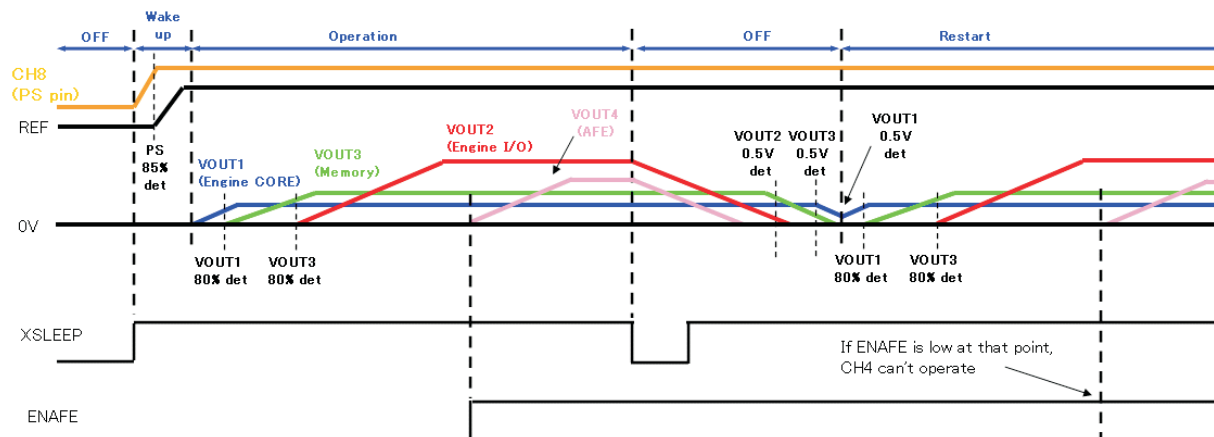 OFF
Wake
up
Operation
OFF
Restart
CH8
(PS pin)
REF
PS
85%
det
VOUT1
(Engine CORE)
VOUT3
(Memory)
VOUT2
(Engine I/O)
VOUT4
(AFE)
VOUT2
0.5V
det
VOUT3
0.5V
det
VOUT1
0.5V
det
0V
VOUT1
80% det
VOUT3
80% det
VOUT1
80% det
VOUT3
80% det
XSLEEP
If ENAFE is low at that point,
CH4 can't operate
ENAFE